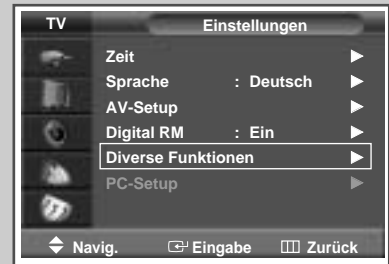 TV Einstellungen
Zeit
Sprache : Deutsch
AV-Setup
Digital RM : Ein
Diverse Funktionen
PC-Setup
Navig. Eingabe Zurück